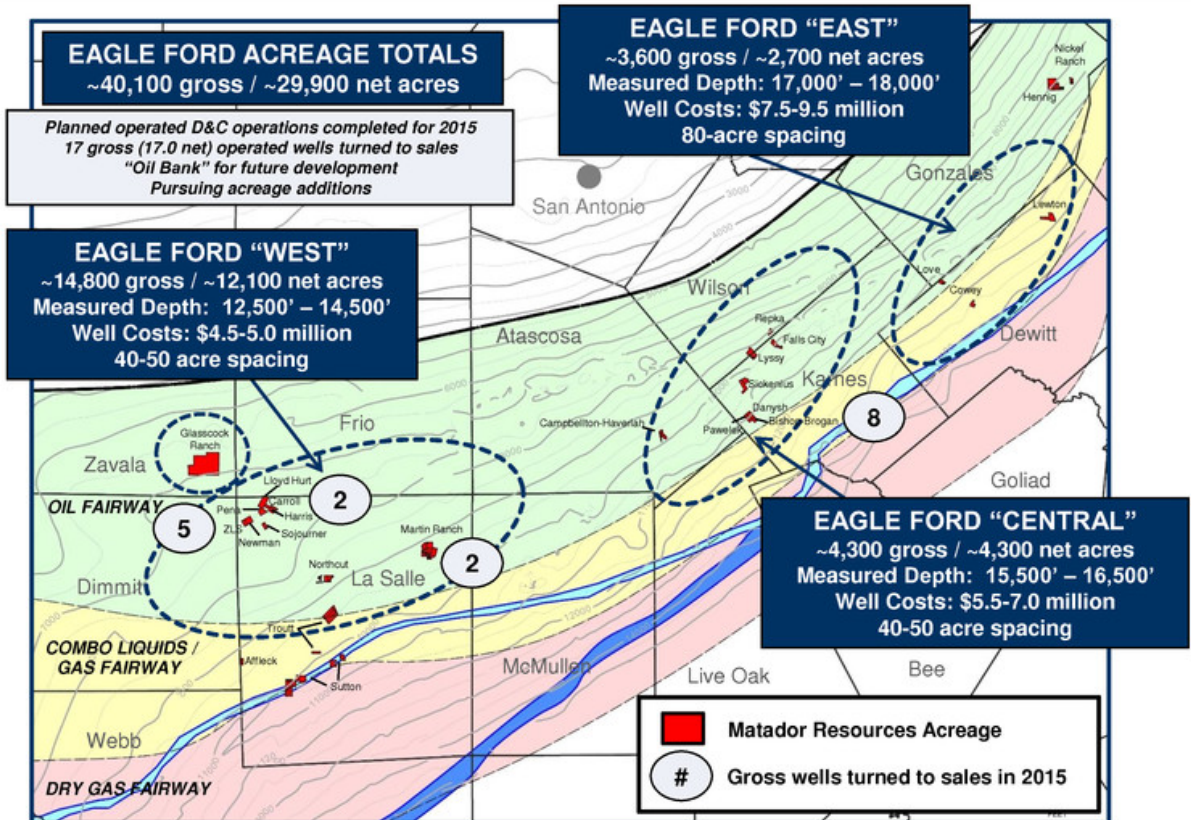 EAGLE FORD ACREAGE TOTALS
~40,100 gross / ~29,900 net acres
Planned operated D&C operations completed for 2015
17 gross (17.0 net) operated wells turned to sales
“Oil Bank” for future development
Pursuing acreage additions
EAGLE FORD “EAST”
~3,600 gross / ~2,700 net acres
Measured Depth: 17,000’ – 18,000’
Well Costs: $7.5-9.5 million
80-acre spacing
Nickel
Ranch
Hennig
Gonzales
San Antonio
Lewton
EAGLE FORD “WEST”
~14,800 gross / ~12,100 net acres
Measured Depth: 12,500’ – 14,500’
Well Costs: $4.5-5.0 million
40-50 acre spacing
Love
Cowey
Wilson
Atascosa
Dewitt
Repka
Falls City
Lyssy
Sickenius
Karnes
Danysh
Bishop-Brogan
Pawelek
Campbellton-Haverlah
8
Frio
Glasscock
Ranch
Zavala
Lloyd Hurt
Carroll
Pena
Harris
ZLS
Sojourner
Newman
2
OIL FAIRWAY
5
Martin Ranch
2
Northcut
La Salle
Dimmit
Goliad
EAGLE FORD “CENTRAL”
~4,300 gross / ~4,300 net acres
Measured Depth: 15,500’ – 16,500’
Well Costs: $5.5-7.0 million
40-50 acre spacing
Troutt
COMBO LIQUIDS /
GAS FAIRWAY
Affleck
Sutton
McMullen
Live Oak
Bee
Webb
DRY GAS FAIRWAY
Matador Resources Acreage
# Gross wells turned to sales in 2015
3000
4000
6000
6000
12000
1000